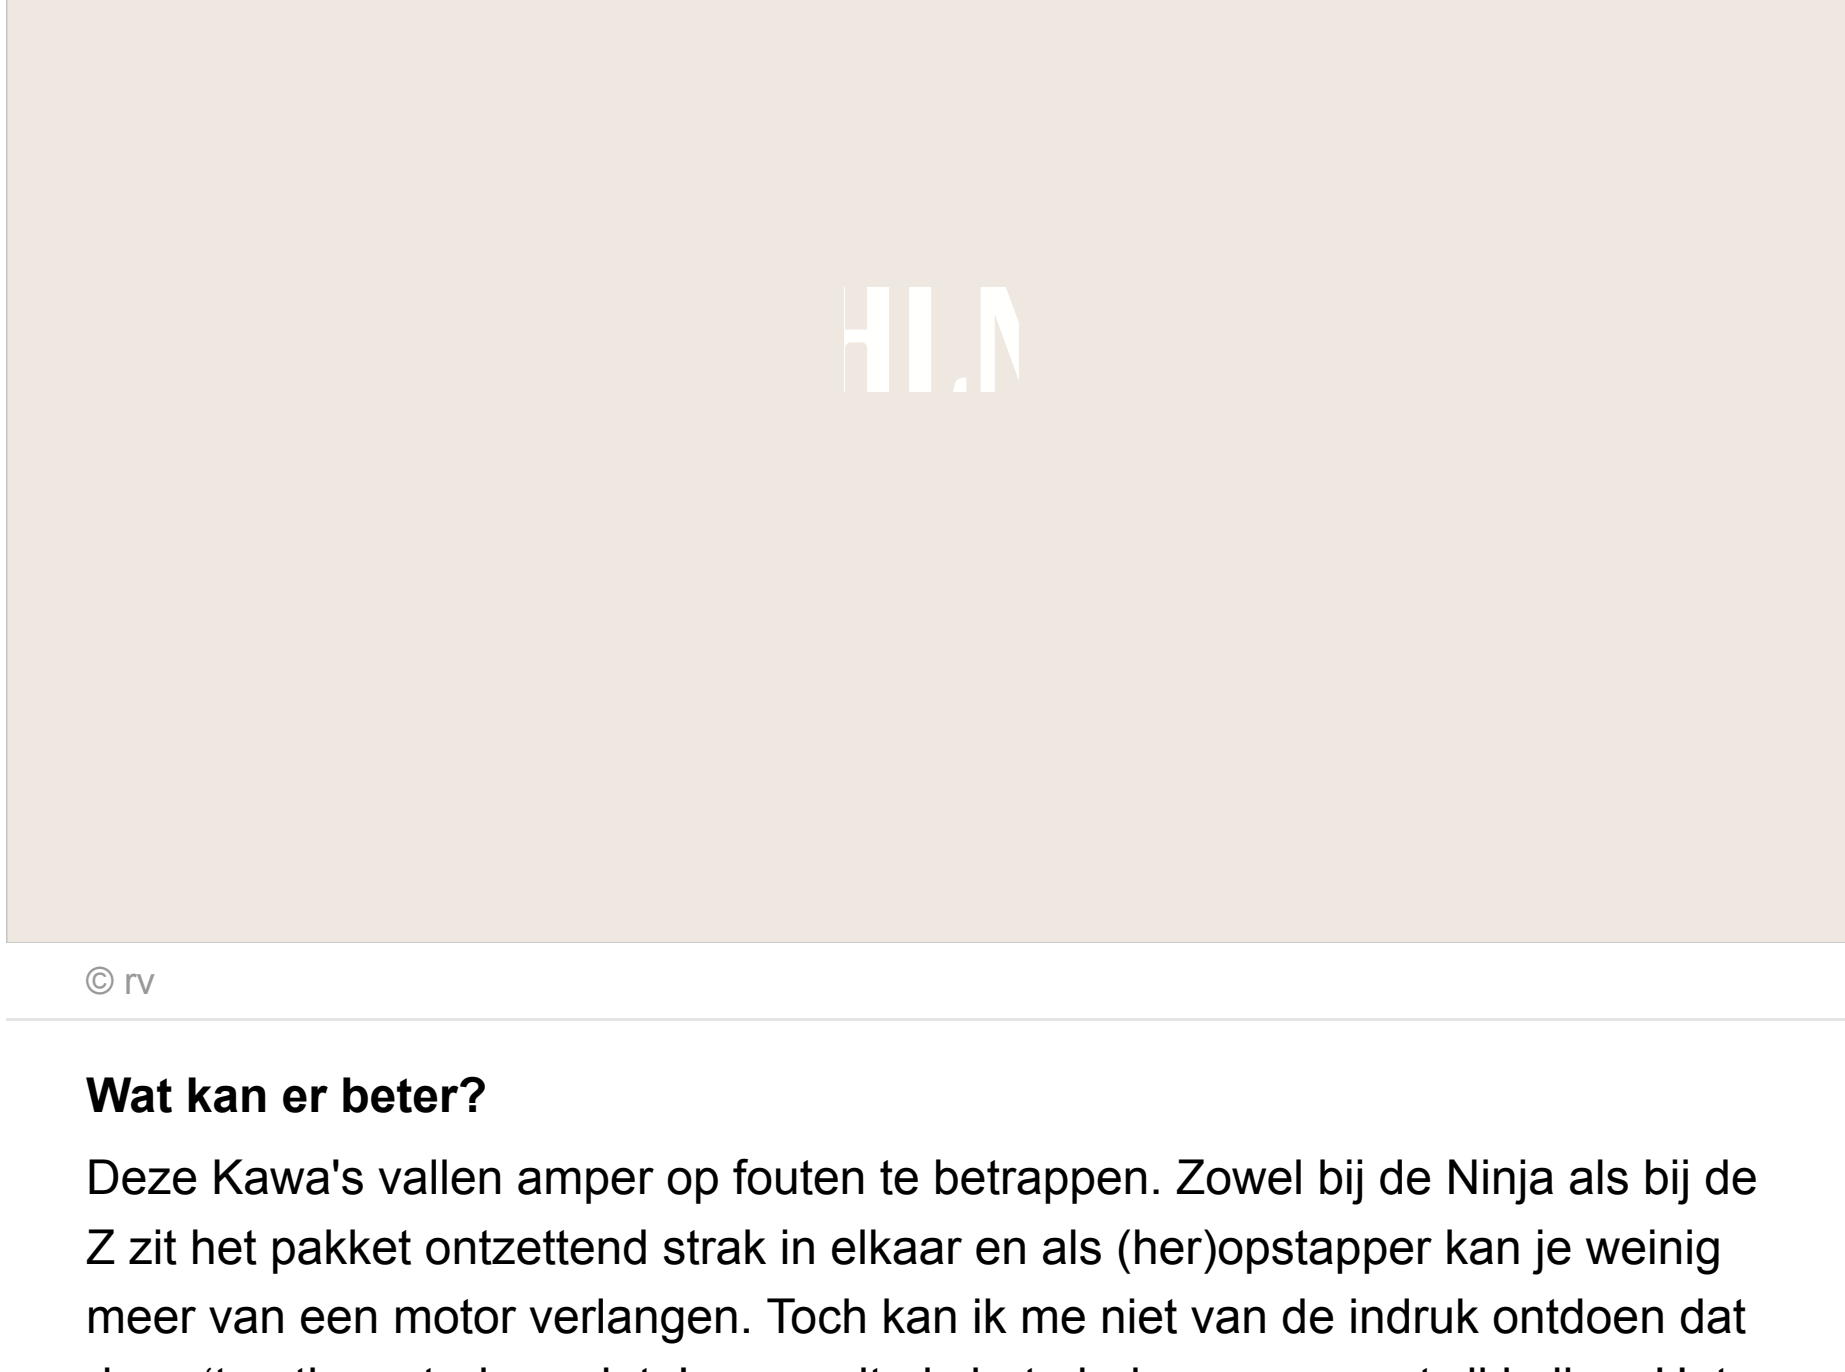 © rv
Wat kan er beter?
Deze Kawa's vallen amper op fouten te betrappen. Zowel bij de Ninja als bij de
Z zit het pakket ontzettend strak in elkaar en als (her)opstapper kan je weinig
meer van een motor verlangen. Toch kan ik me niet van de indruk ontdoen dat